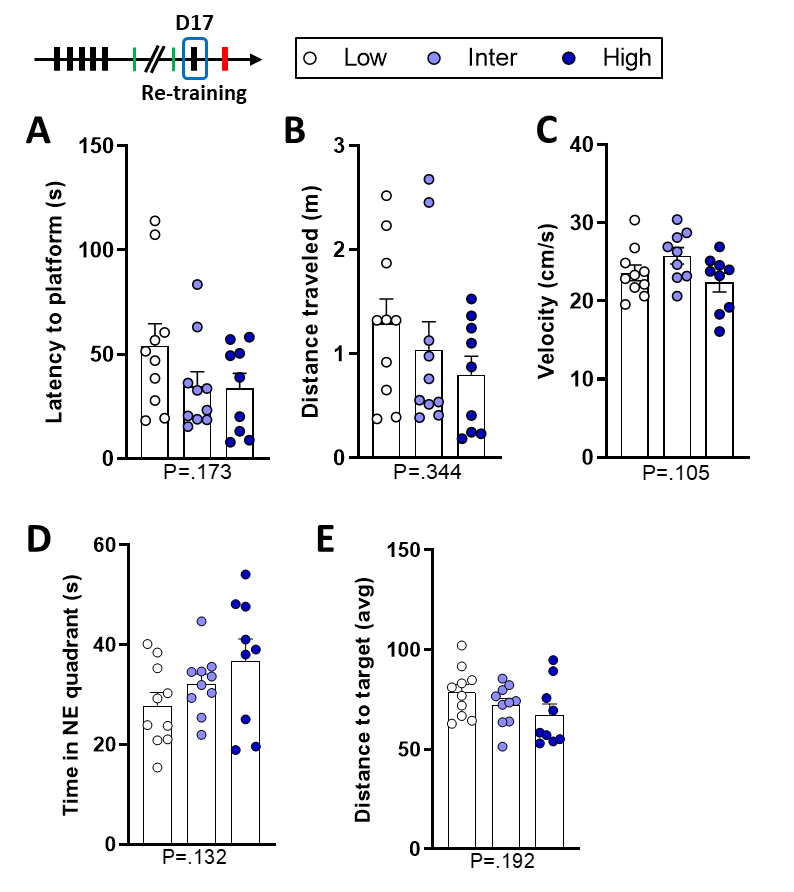 D17
Re-training
Low Inter High
A
Latency to platform (s)
150
100
50
0
P=.173
B
Distance traveled (m)
3
2
1
0
P=.344
C
Velocity (cm/s)
40
30
20
10
0
P=.105
D
Time in NE quadrant (s)
60
40
20
0
P=.132
E
Distance to target (avg)
150
100
50
0
P=.192